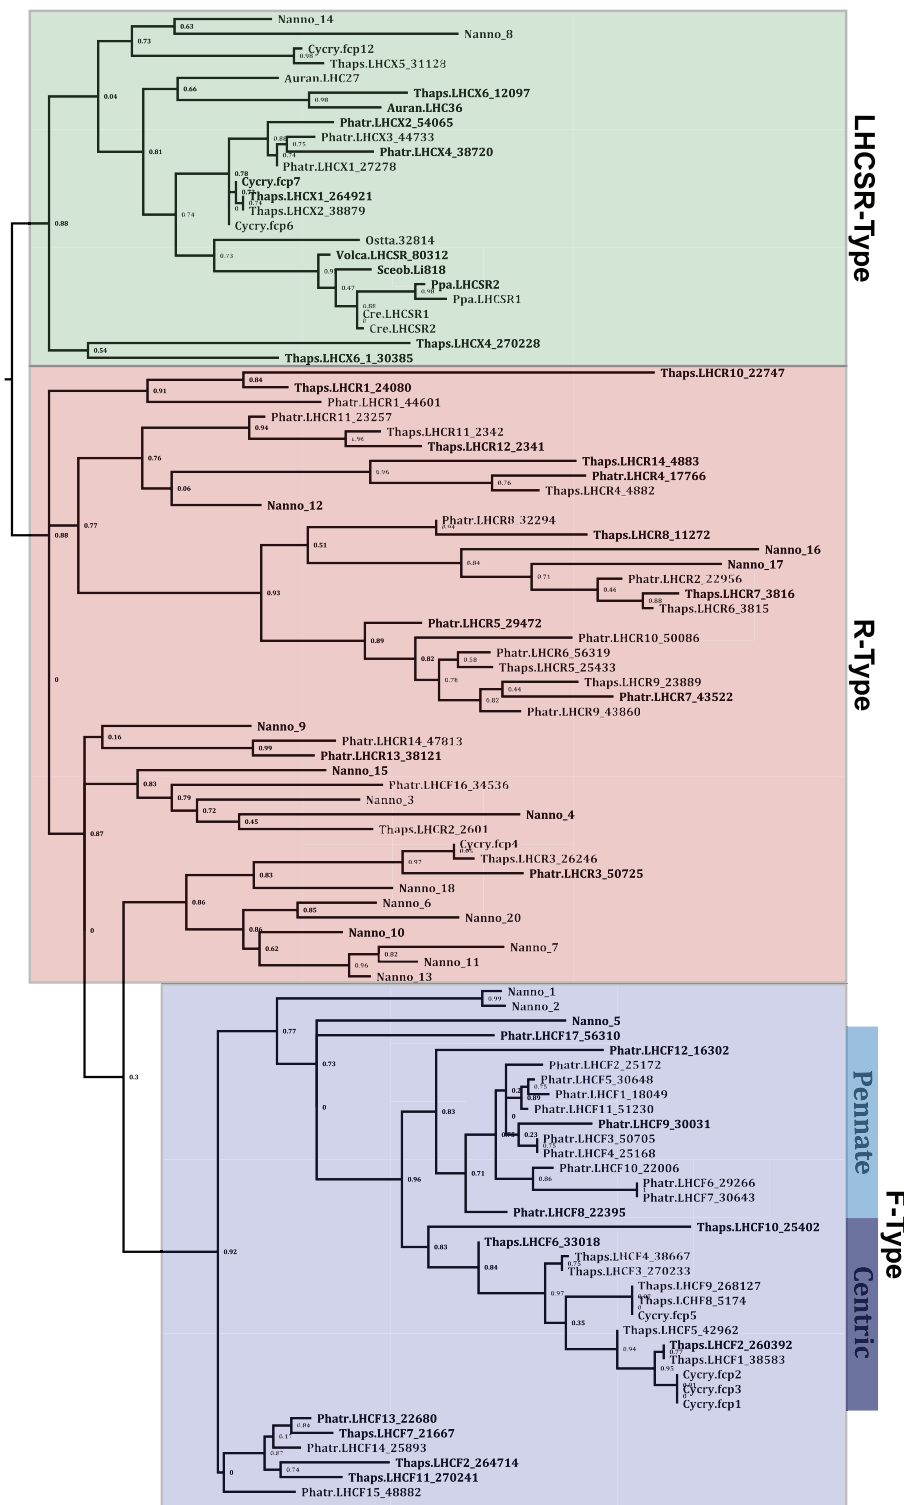 Nanno_14
0.63
Nanno_8
0.73
Cycry.fcp12
Thaps.LHCX5_31128
0.04
Auran.LHC27
0.66
Thaps.LHCX6_12097
0.98
Auran.LHC36
Phatr.LHCX2_54065
Phatr.LHCX3_44733
0.75
Phatr.LHCX4_38720
0.74
0.81
Phatr.LHCX1_27278
0.78
Cycry.fcp7
Thaps.LHCX1_264921
Thaps.LHCX2_38879
0.74
Cycry.fcp6
0.88
Ostta.32814
0.73
Volca.LHCSR_80312
Sceob.Li818
0.47
Ppa.LHCSR2
0.98
Ppa.LHCSR1
0.88
Cre.LHCSR1
Cre.LHCSR2
Thaps.LHCX4_270228
0.54
Thaps.LHCX6_1_30385
LHCSR-Type
Thaps.LHCR10_22747
0.84
Thaps.LHCR1_24080
0.91
Phatr.LHCR1_44601
Phatr.LHCR11_23257
0.94
Thaps.LHCR11_2342
Thaps.LHCR12_2341
0.76
Thaps.LHCR14_4883
0.96
Phatr.LHCR4_17766
0.76
Thaps.LHCR4_4882
0.06
Nanno_12
0.77
Phatr.LHCR8_32294
Thaps.LHCR8_11272
0.88
0.51
Nanno_16
0.84
Nanno_17
0.71
Phatr.LHCR2_22956
0.46
Thaps.LHCR7_3816
0.88
Thaps.LHCR6_3815
0.93
Phatr.LHCR5_29472
0.89
Phatr.LHCR10_50086
0.82
Phatr.LHCR6_56319
0.58
Thaps.LHCR5_25433
0.78
Thaps.LHCR9_23889
0.44
Phatr.LHCR7_43522
0.82
Phatr.LHCR9_43860
0
R-Type
Nanno_9
0.16
Phatr.LHCR14_47813
0.99
Phatr.LHCR13_38121
Nanno_15
0.83
Phatr.LHCF16_34536
0.79
Nanno_3
0.72
Nanno_4
0.45
Thaps.LHCR2_2601
0.87
Cycry.fcp4
Thaps.LHCR3_26246
0.97
Phatr.LHCR3_50725
0.83
Nanno_18
0.86
Nanno_6
0.85
Nanno_20
0.86
Nanno_10
0
0.62
Nanno_7
0.82
Nanno_11
0.96
Nanno_13
Nanno_1
0.99
Nanno_2
Nanno_5
0.77
Phatr.LHCF17_56310
Phatr.LHCF12_16302
0.73
Phatr.LHCF2_25172
0.3
Phatr.LHCF5_30648
0.75
Phatr.LHCF1_18049
0.89
0
Phatr.LHCF11_51230
0.83
0
Phatr.LHCF9_30031
0.23
Phatr.LHCF3_50705
Phatr.LHCF4_25168
Phatr.LHCF10_22006
0.71
0.86
Phatr.LHCF6_29266
Phatr.LHCF7_30643
0.96
Phatr.LHCF8_22395
Pennate
F-Type
Thaps.LHCF10_25402
0.83
Thaps.LHCF6_33018
0.92
Thaps.LHCF4_38667
0.84
Thaps.LHCF3_270233
0.97
Thaps.LHCF9_268127
Thaps.LCHF8_5174
Cycry.fcp5
0.35
Thaps.LHCF5_42962
0.94
Thaps.LHCF2_260392
Thaps.LHCF1_38583
0.95
Cycry.fcp2
Cycry.fcp3
Cycry.fcp1
Centric
Phatr.LHCF13_22680
0.84
Thaps.LHCF7_21667
Phatr.LHCF14_25893
0.87
Thaps.LHCF2_264714
0.74
Thaps.LHCF11_270241
0
Phatr.LHCF15_48882